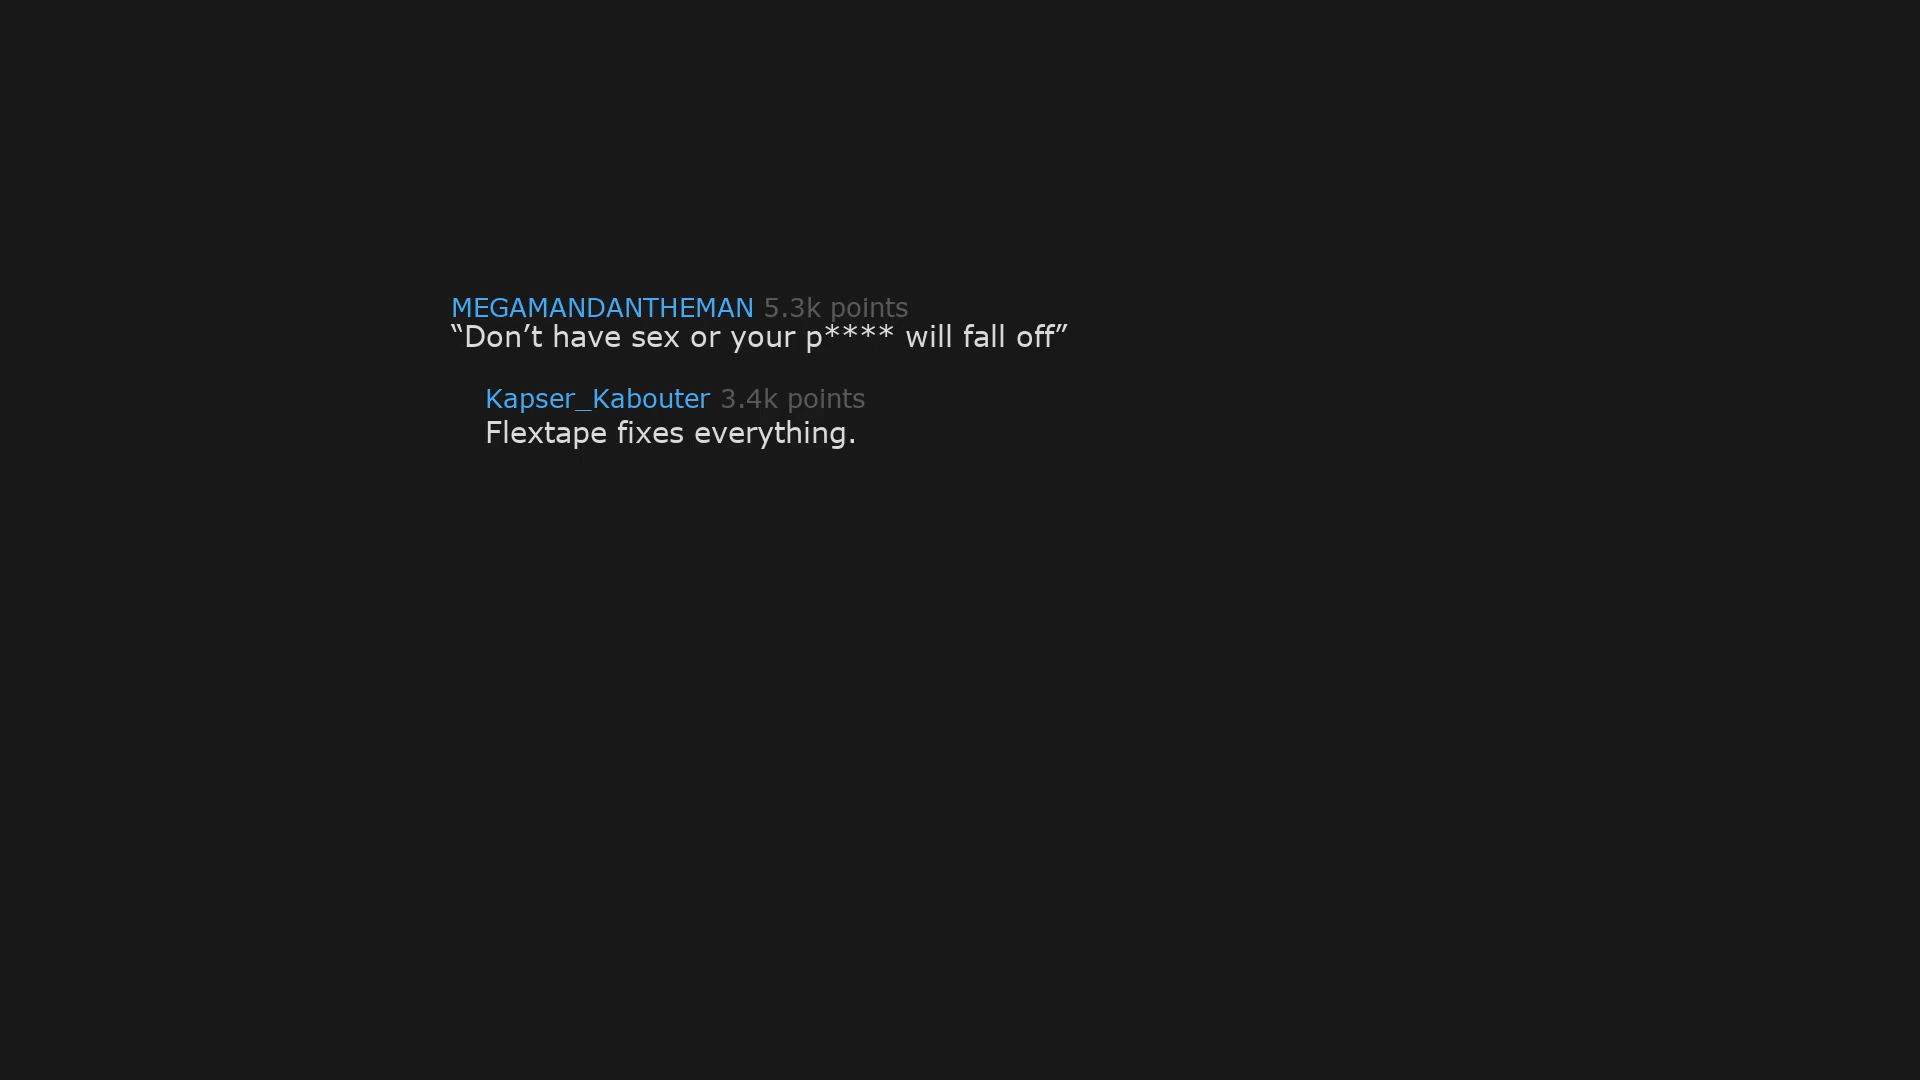 MEGAMANDANTHEMAN 5.3k points
“Don’t have sex or your p**** will fall off”
Kapser_Kabouter 3.4k points
Flextape fixes everything.